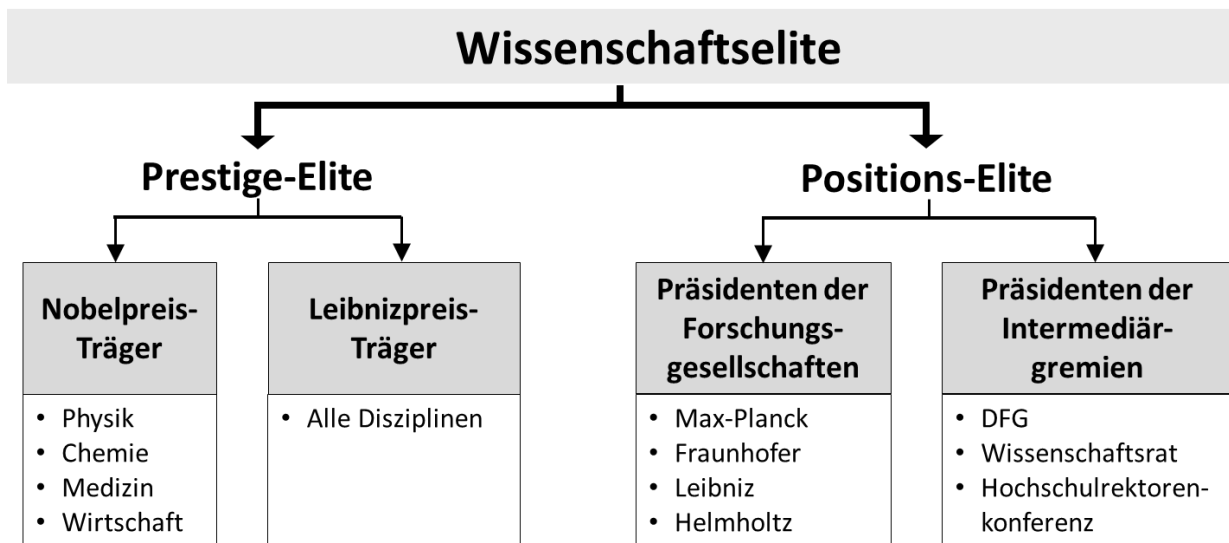 Wissenschaftselite
Prestige-Elite
Positions-Elite
Nobelpreis-
Träger
• Physik
• Chemie
• Medizin
• Wirtschaft
Leibnizpreis-
Träger
• Alle Disziplinen
Präsidenten der
Forschungs-
gesellschaften
• Max-Planck
• Fraunhofer
• Leibniz
• Helmholtz
Präsidenten der
Intermediär-
gremien
• DFG
• Wissenschaftsrat
• Hochschulrektoren-
konferenz